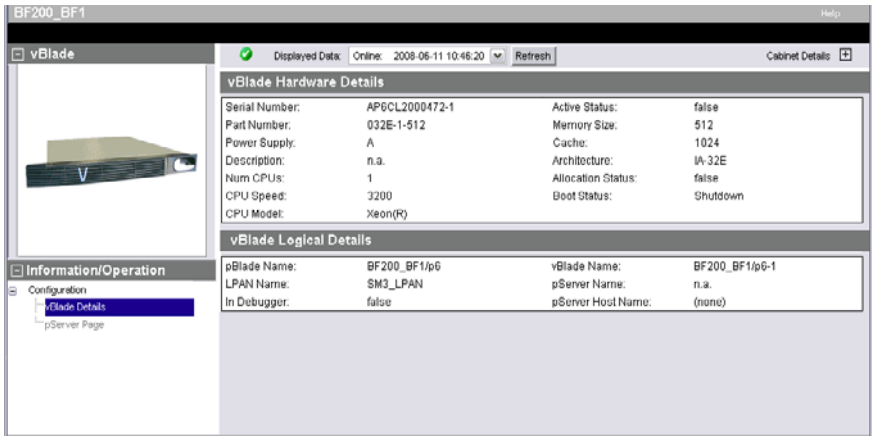 BF200_BF1 Help
vBlade
Displayed Data: Online: 2008-06-11 10:46:20 Refresh Cabinet Details
vBlade Hardware Details
Serial Number: AP6CL2000472-1 Active Status: false
Part Number: 032E-1-512 Memory Size: 512
Power Supply: A Cache: 1024
Description: n.a. Architecture: IA-32E
Num CPUs: 1 Allocation Status: false
CPU Speed: 3200 Boot Status: Shutdown
CPU Model: Xeon(R)
V
vBlade Logical Details
pBlade Name: BF200_BF1/p6 vBlade Name: BF200_BF1/p6-1
LPAN Name: SM3_LPAN pServer Name: n.a.
In Debugger: false pServer Host Name: (none)
Information/Operation
Configuration
vBlade Details
pServer Page